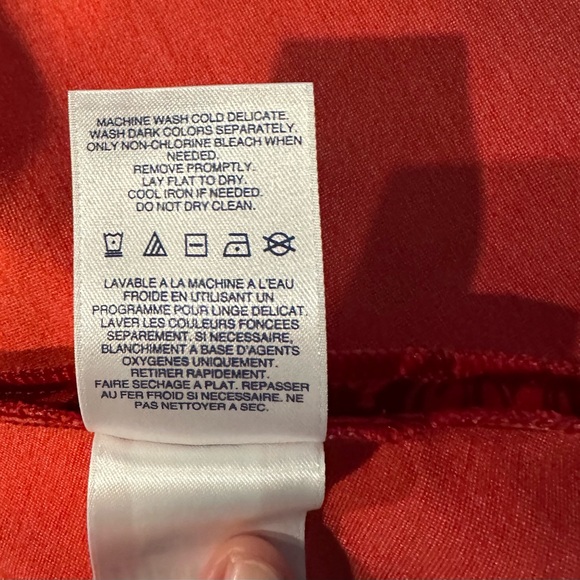 MACHINE WASH COLD DELICATE.
WASH DARK COLORS SEPARATELY,
ONLY NON-CHLORINE BLEACH WHEN
NEEDED.
REMOVE PROMPTLY.
LAY FLAT TO DRY.
COOL IRON IF NEEDED.
DO NOT DRY CLEAN.
LAVABLE A LA MACHINE A L'EAU
FROIDE EN UTILISANT UN
PROGRAMME POUR LINGE DELICAT.
LAVER LES COULEURS FONCEES
SEPAREMENT. SI NECESSAIRE,
BLANCHIMENT A BASE D'AGENTS
OXYGENES UNIQUEMENT.
RETIRER RAPIDEMENT.
FAIRE SECHAGE A PLAT. REPASSER
AU FER FROID SI NECESSAIRE. NE
PAS NETTOYER A SEC.